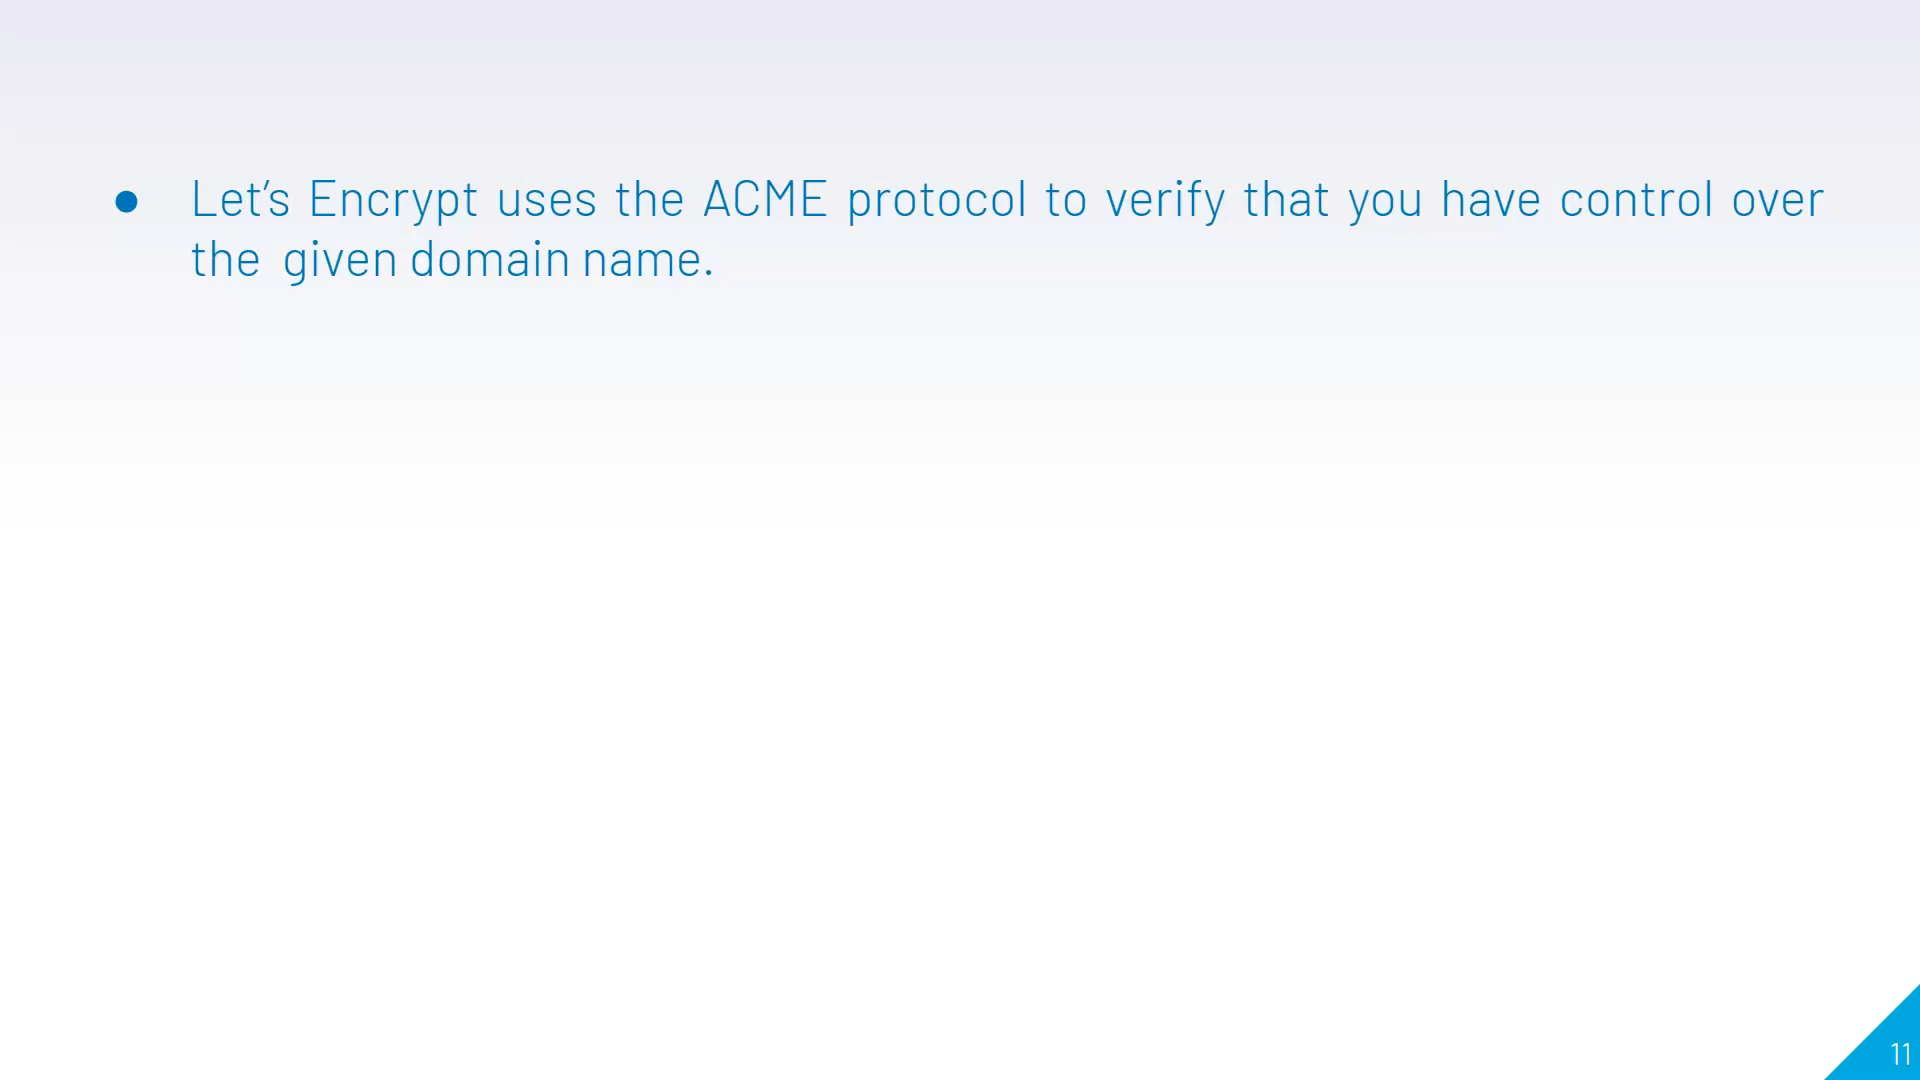 ● Let’s Encrypt uses the ACME protocol to verify that you have control over
the given domain name.
11